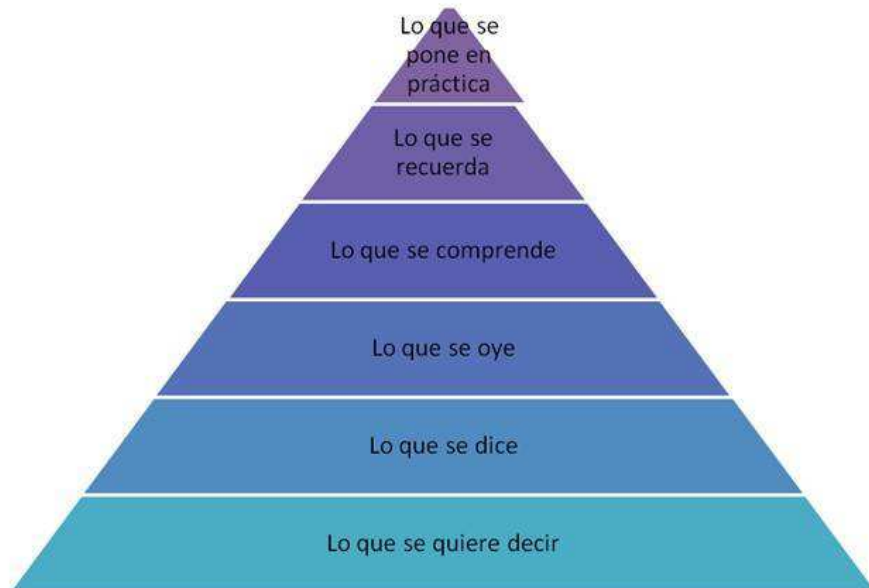 Lo que se
pone en
práctica
Lo que se
recuerda
Lo que se comprende
Lo que se oye
Lo que se dice
Lo que se quiere decir